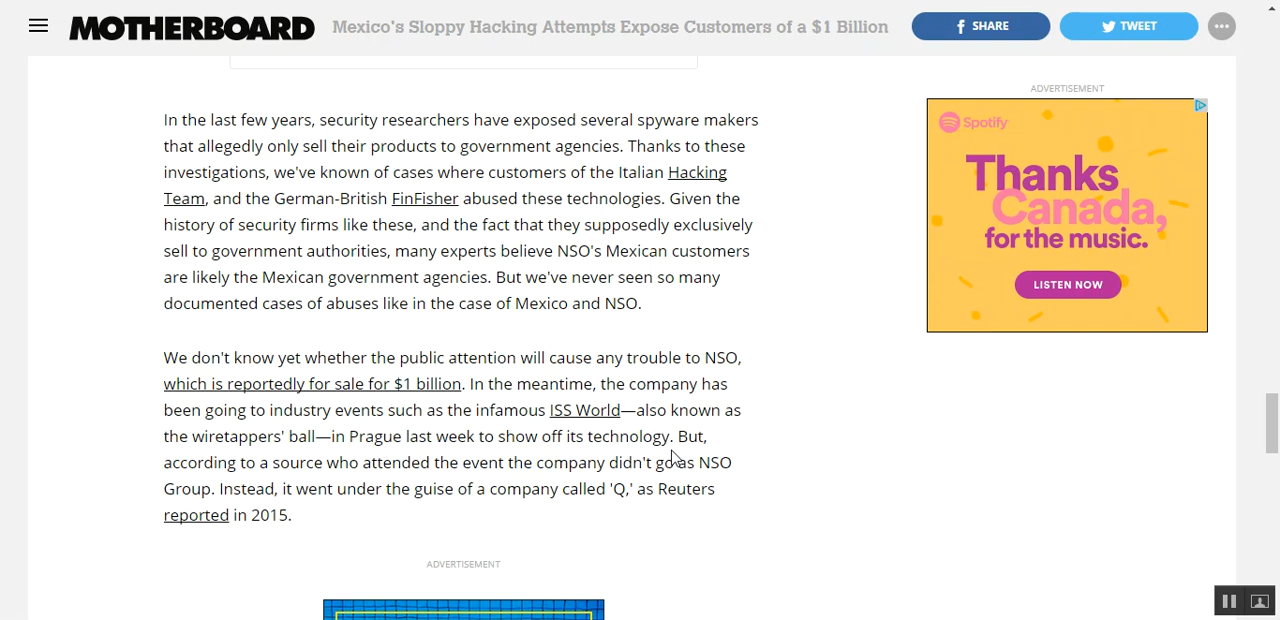 MOTHERBOARD
Mexico's Sloppy Hacking Attempts Expose Customers of a $1 Billion
SHARE
TWEET
ADVERTISEMENT
Spotify
Thanks
Canada,
for the music.
LISTEN NOW
In the last few years, security researchers have exposed several spyware makers
that allegedly only sell their products to government agencies. Thanks to these
investigations, we've known of cases where customers of the Italian Hacking
Team, and the German-British FinFisher abused these technologies. Given the
history of security firms like these, and the fact that they supposedly exclusively
sell to government authorities, many experts believe NSO's Mexican customers
are likely the Mexican government agencies. But we've never seen so many
documented cases of abuses like in the case of Mexico and NSO.
We don't know yet whether the public attention will cause any trouble to NSO,
which is reportedly for sale for $1 billion. In the meantime, the company has
been going to industry events such as the infamous ISS World—also known as
the wiretappers' ball—in Prague last week to show off its technology. But,
according to a source who attended the event the company didn't go as NSO
Group. Instead, it went under the guise of a company called 'Q,' as Reuters
reported in 2015.
ADVERTISEMENT